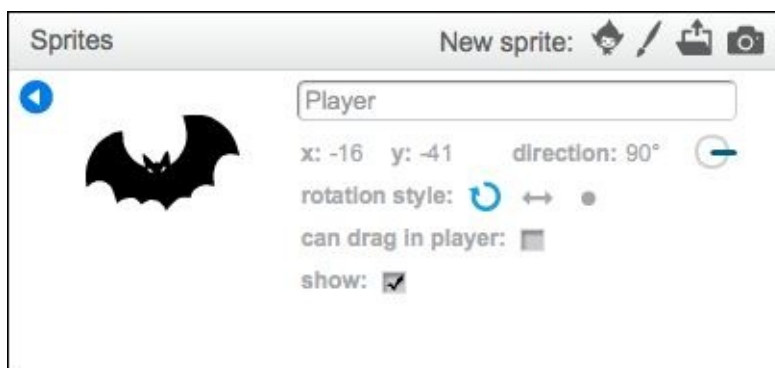 Sprites New sprite:
Player
x: -16 y: -41 direction: 90°
rotation style:
can drag in player:
show: